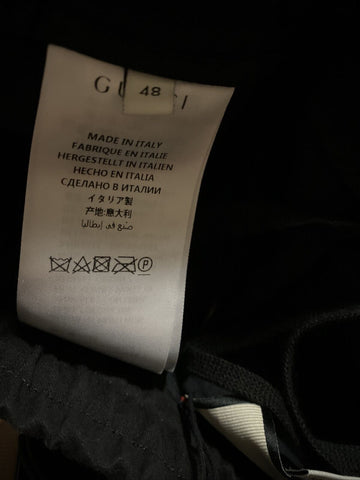 GUCCI
48
MADE IN ITALY
FABRIQUE EN ITALIE
HERGESTELLT IN ITALIEN
HECHO EN ITALIA
СДЕЛАНО В ИТАЛИИ
イタリア製
产地:意大利
صنع في إيطاليا
P